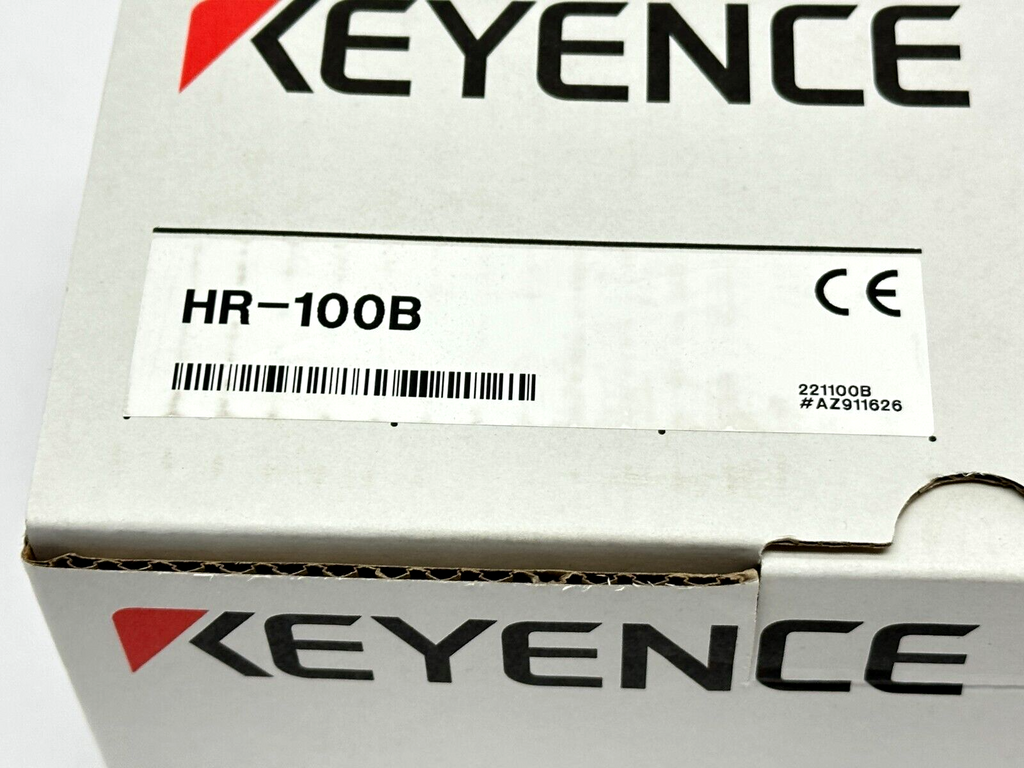 KEYENCE
HR-100B
CE
221100B
#AZ911626
KEYENCE